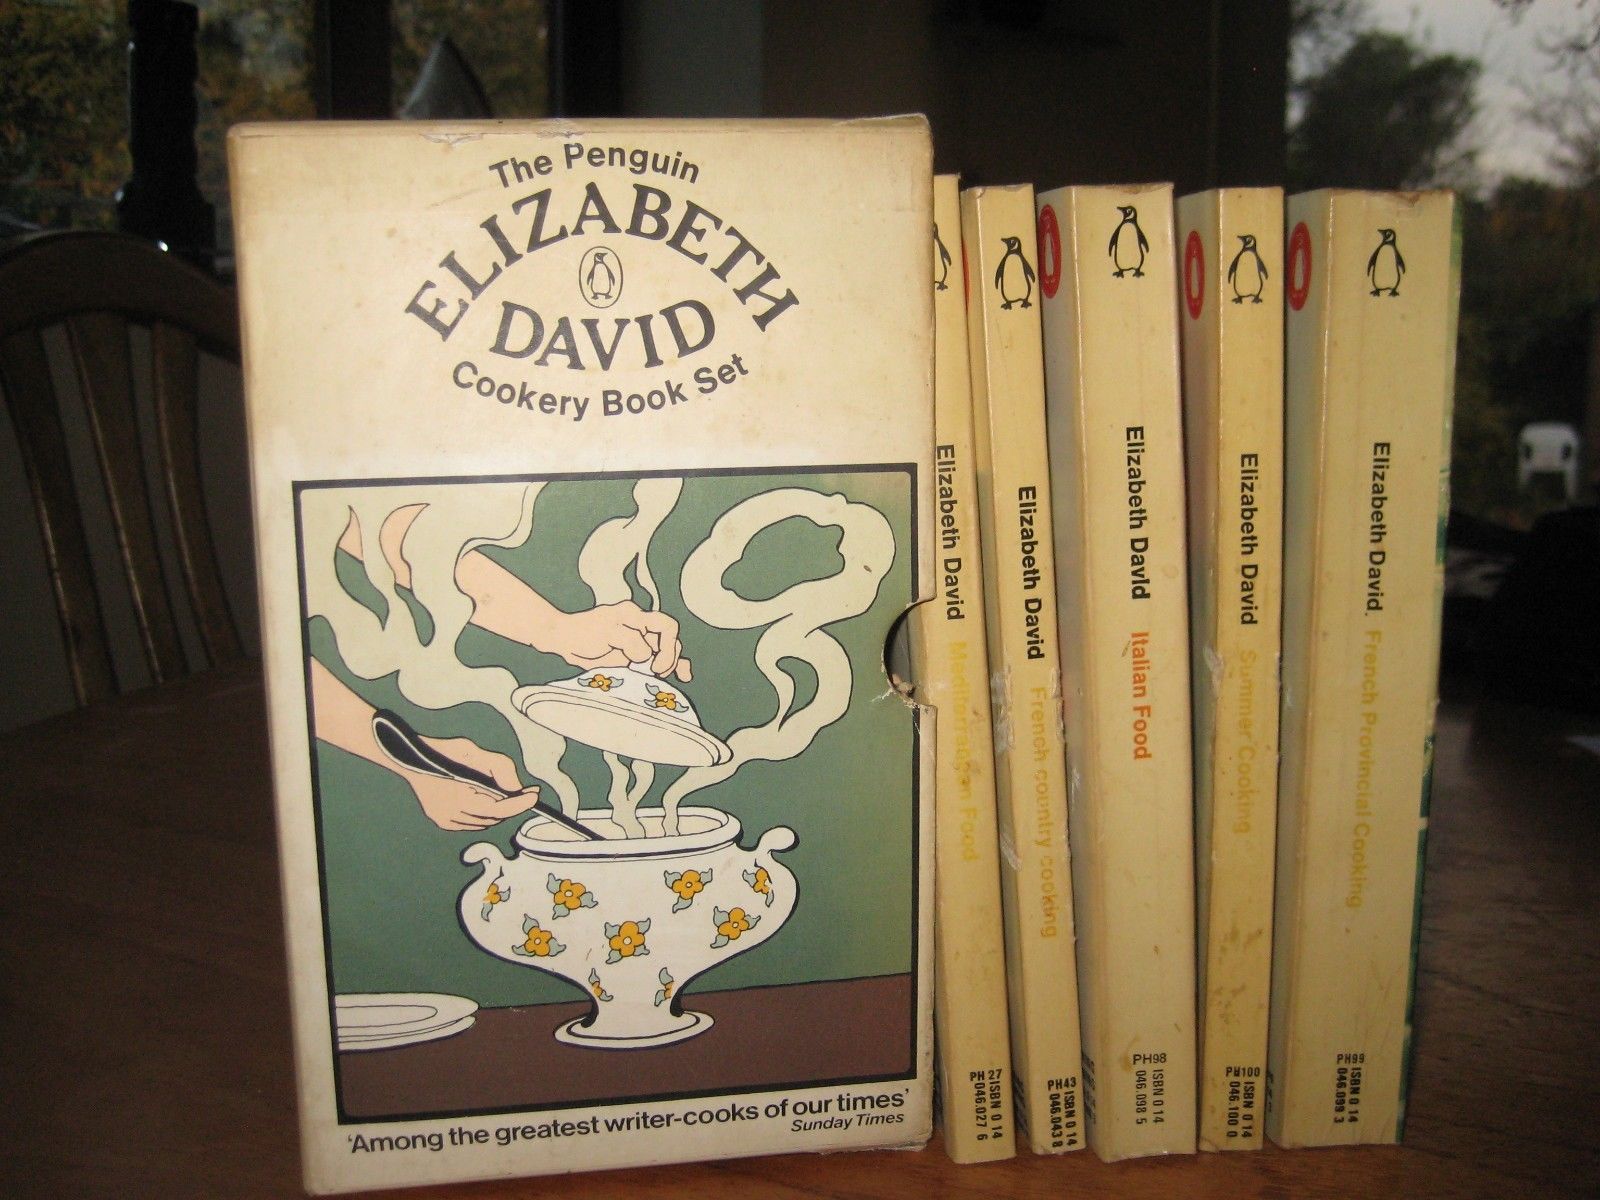 The Penguin
ELIZABETH
DAVID
Cookery Book Set
'Among the greatest writer-cooks of our times'
Sunday Times
Elizabeth David Mediterranean Food
PH 27 ISBN 0 14
046.027 6
Elizabeth David French country cooking
PH43 ISBN 0 14
046.043 8
Elizabeth David Italian Food
PH98 ISBN 0 14
046 098 5
Elizabeth David Summer Cooking
PH100 ISBN 0 14
046.100 0
Elizabeth David. French Provincial Cooking
PH99 ISBN 0 14
046.099 3